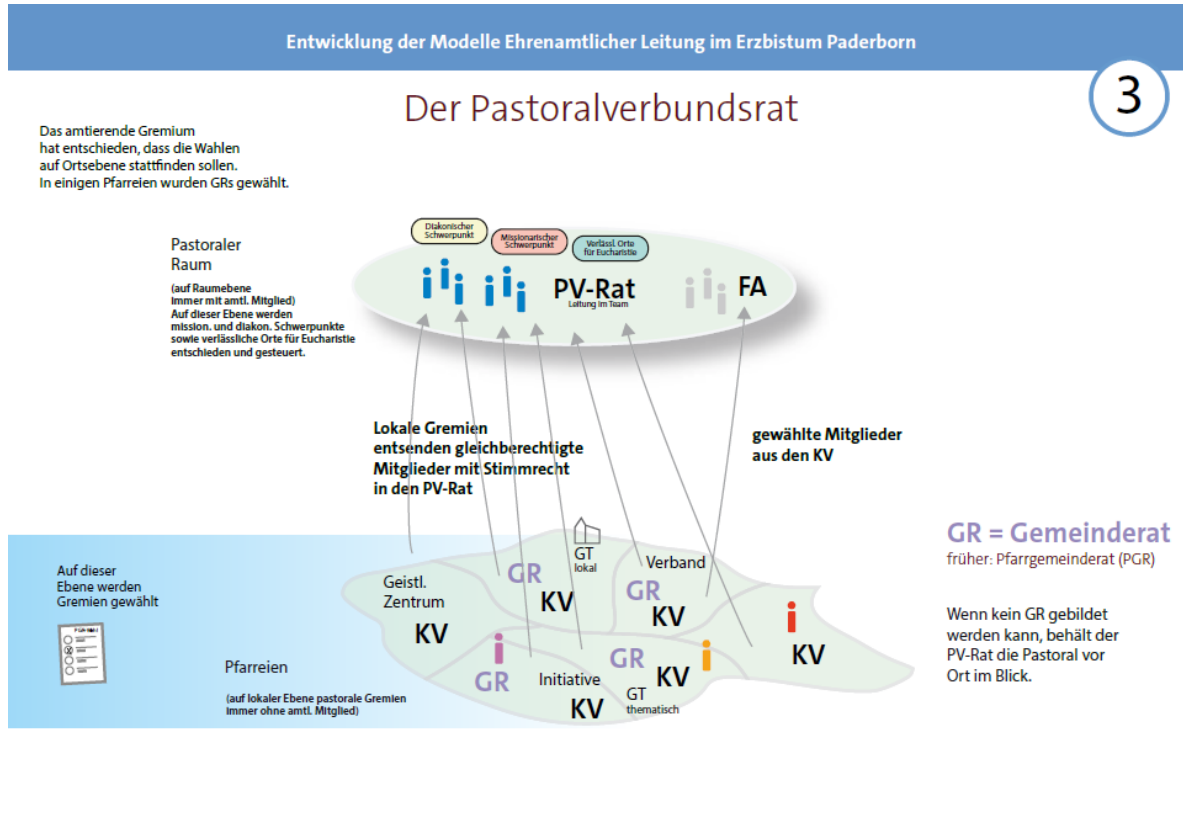 Entwicklung der Modelle Ehrenamtlicher Leitung im Erzbistum Paderborn
3
Der Pastoralverbundsrat
Das amtierende Gremium
hat entschieden, dass die Wahlen
auf Ortsebene stattfinden sollen.
In einigen Pfarreien wurden GRs gewählt.
Diakonischer
Schwerpunkt
Missionarischer
Schwerpunkt
Verlässl. Orte
für Eucharistie
Pastoraler
Raum
(auf Raumebene
immer mit amtl. Mitglied)
Auf dieser Ebene werden
mission. und diakon. Schwerpunkte
sowie verlässliche Orte für Eucharistie
entschieden und gesteuert.
PV-Rat
Leitung im Team
FA
Lokale Gremien
entsenden gleichberechtigte
Mitglieder mit Stimmrecht
in den PV-Rat
gewählte Mitglieder
aus den KV
GR = Gemeinderat
früher: Pfarrgemeinderat (PGR)
Wenn kein GR gebildet
werden kann, behält der
PV-Rat die Pastoral vor
Ort im Blick.
Auf dieser
Ebene werden
Gremien gewählt
Pfarreien
(auf lokaler Ebene pastorale Gremien
immer ohne amtl. Mitglied)
Geistl.
Zentrum
KV
GR
KV
GT
lokal
Verband
GR
KV
KV
GR
Initiative
KV
GR
KV
GT
thematisch